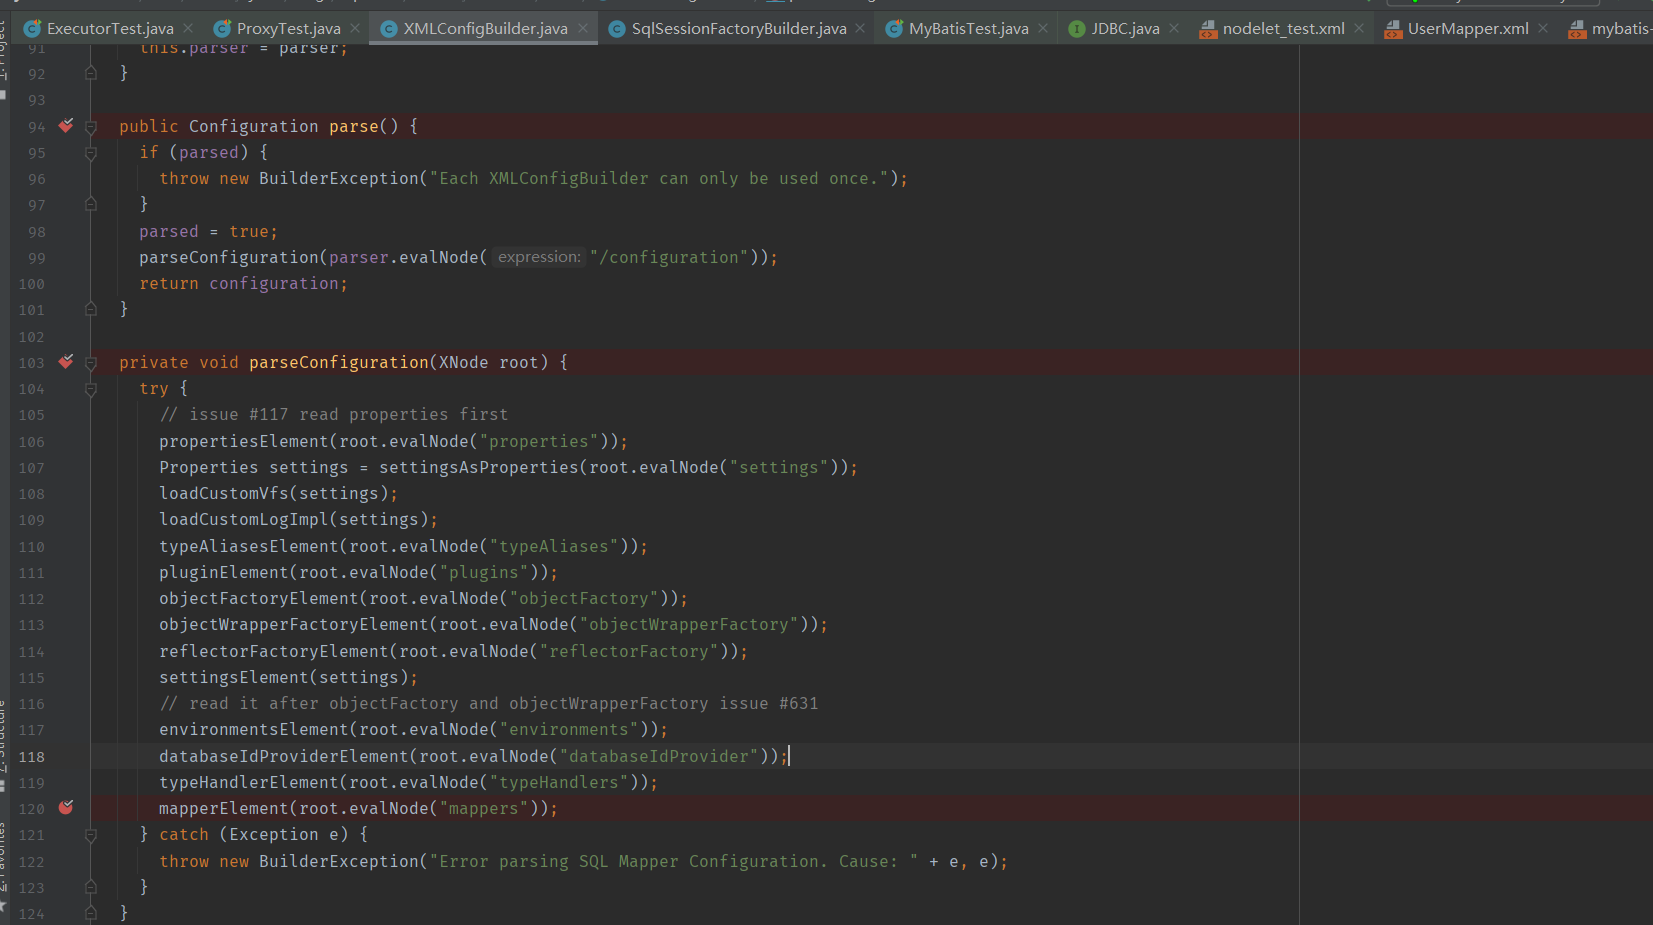 ExecutorTest.java ProxyTest.java XMLConfigBuilder.java SqlSessionFactoryBuilder.java MyBatisTest.java JDBC.java nodelet_test.xml UserMapper.xml mybatis-
91 this.parser = parser;
92 }
93
94 public Configuration parse() {
95 if (parsed) {
96 throw new BuilderException("Each XMLConfigBuilder can only be used once.");
97 }
98 parsed = true;
99 parseConfiguration(parser.evalNode( expression: "/configuration"));
100 return configuration;
101 }
102
103 private void parseConfiguration(XNode root) {
104 try {
105 // issue #117 read properties first
106 propertiesElement(root.evalNode("properties"));
107 Properties settings = settingsAsProperties(root.evalNode("settings"));
108 loadCustomVfs(settings);
109 loadCustomLogImpl(settings);
110 typeAliasesElement(root.evalNode("typeAliases"));
111 pluginElement(root.evalNode("plugins"));
112 objectFactoryElement(root.evalNode("objectFactory"));
113 objectWrapperFactoryElement(root.evalNode("objectWrapperFactory"));
114 reflectorFactoryElement(root.evalNode("reflectorFactory"));
115 settingsElement(settings);
116 // read it after objectFactory and objectWrapperFactory issue #631
117 environmentsElement(root.evalNode("environments"));
118 databaseIdProviderElement(root.evalNode("databaseIdProvider"));
119 typeHandlerElement(root.evalNode("typeHandlers"));
120 mapperElement(root.evalNode("mappers"));
121 } catch (Exception e) {
122 throw new BuilderException("Error parsing SQL Mapper Configuration. Cause: " + e, e);
123 }
124 }